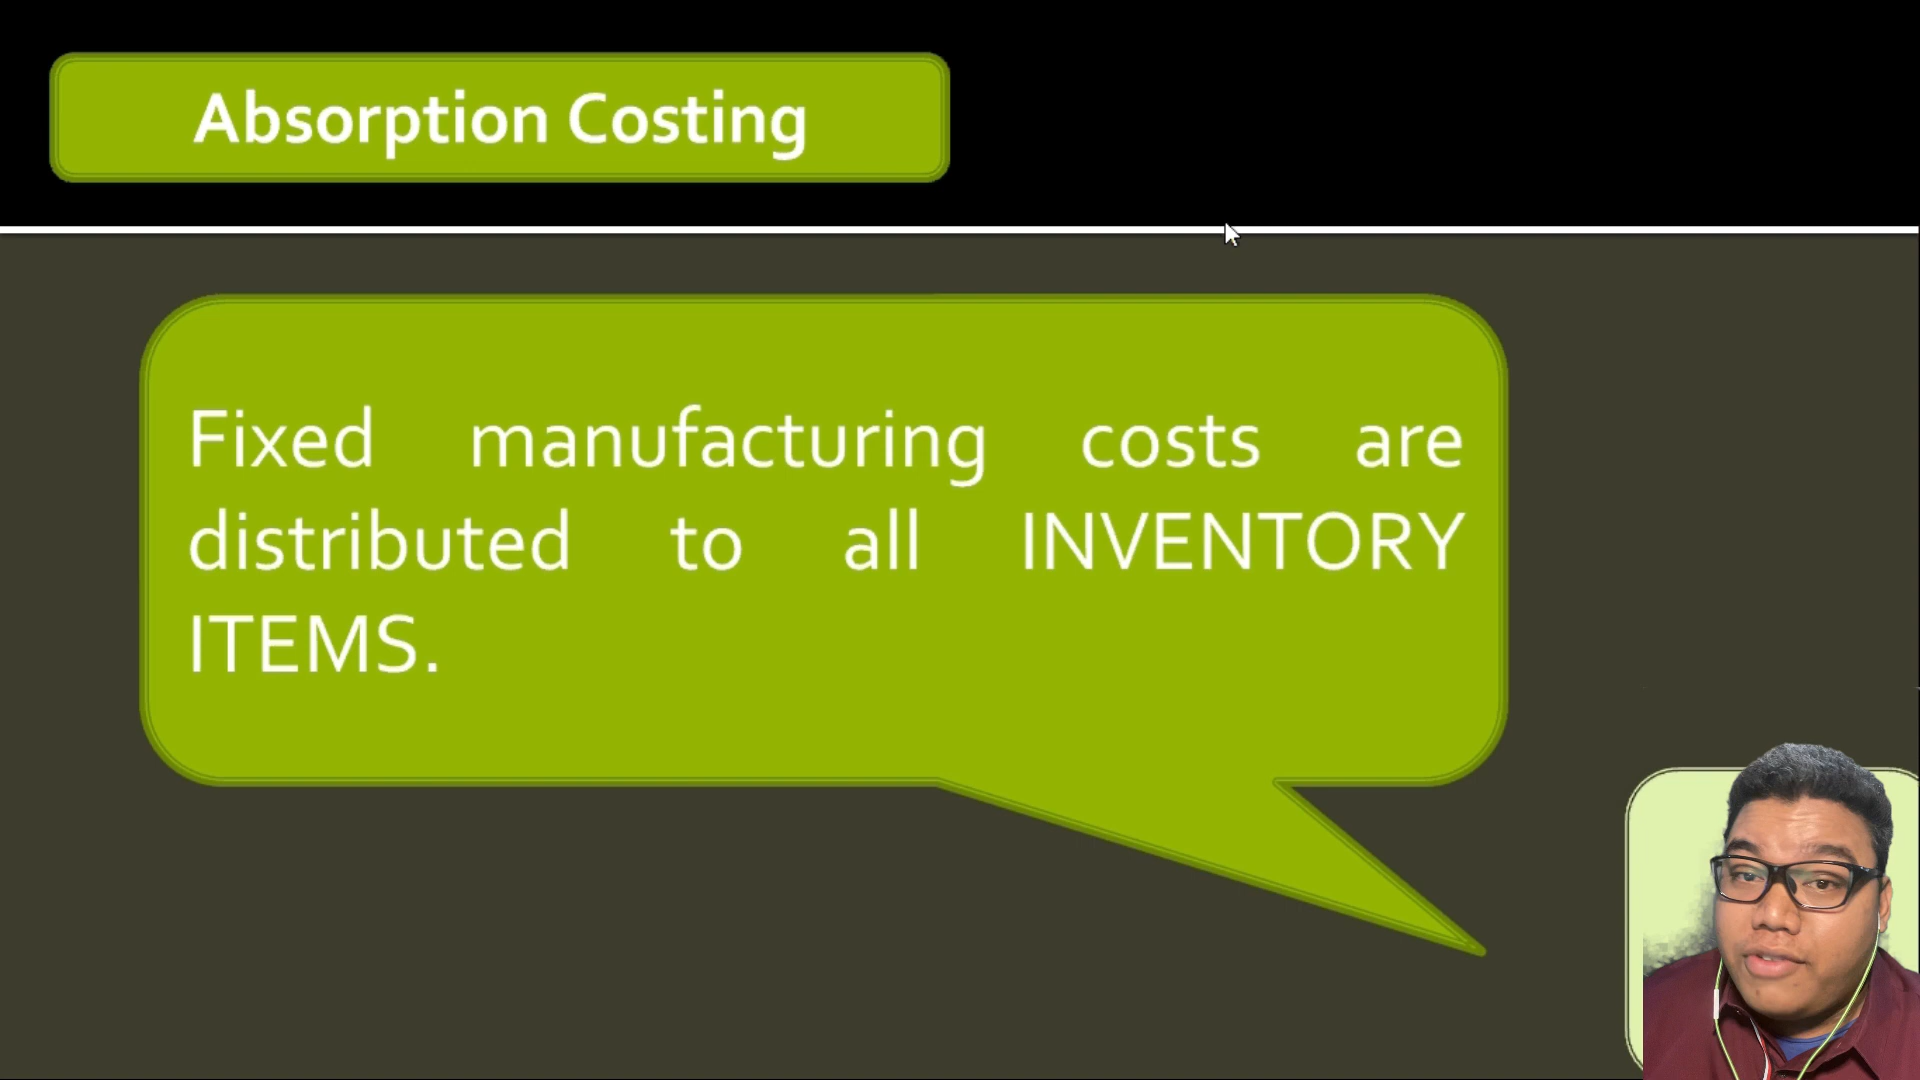 Absorption Costing
Fixed manufacturing costs are
distributed to all INVENTORY
ITEMS.